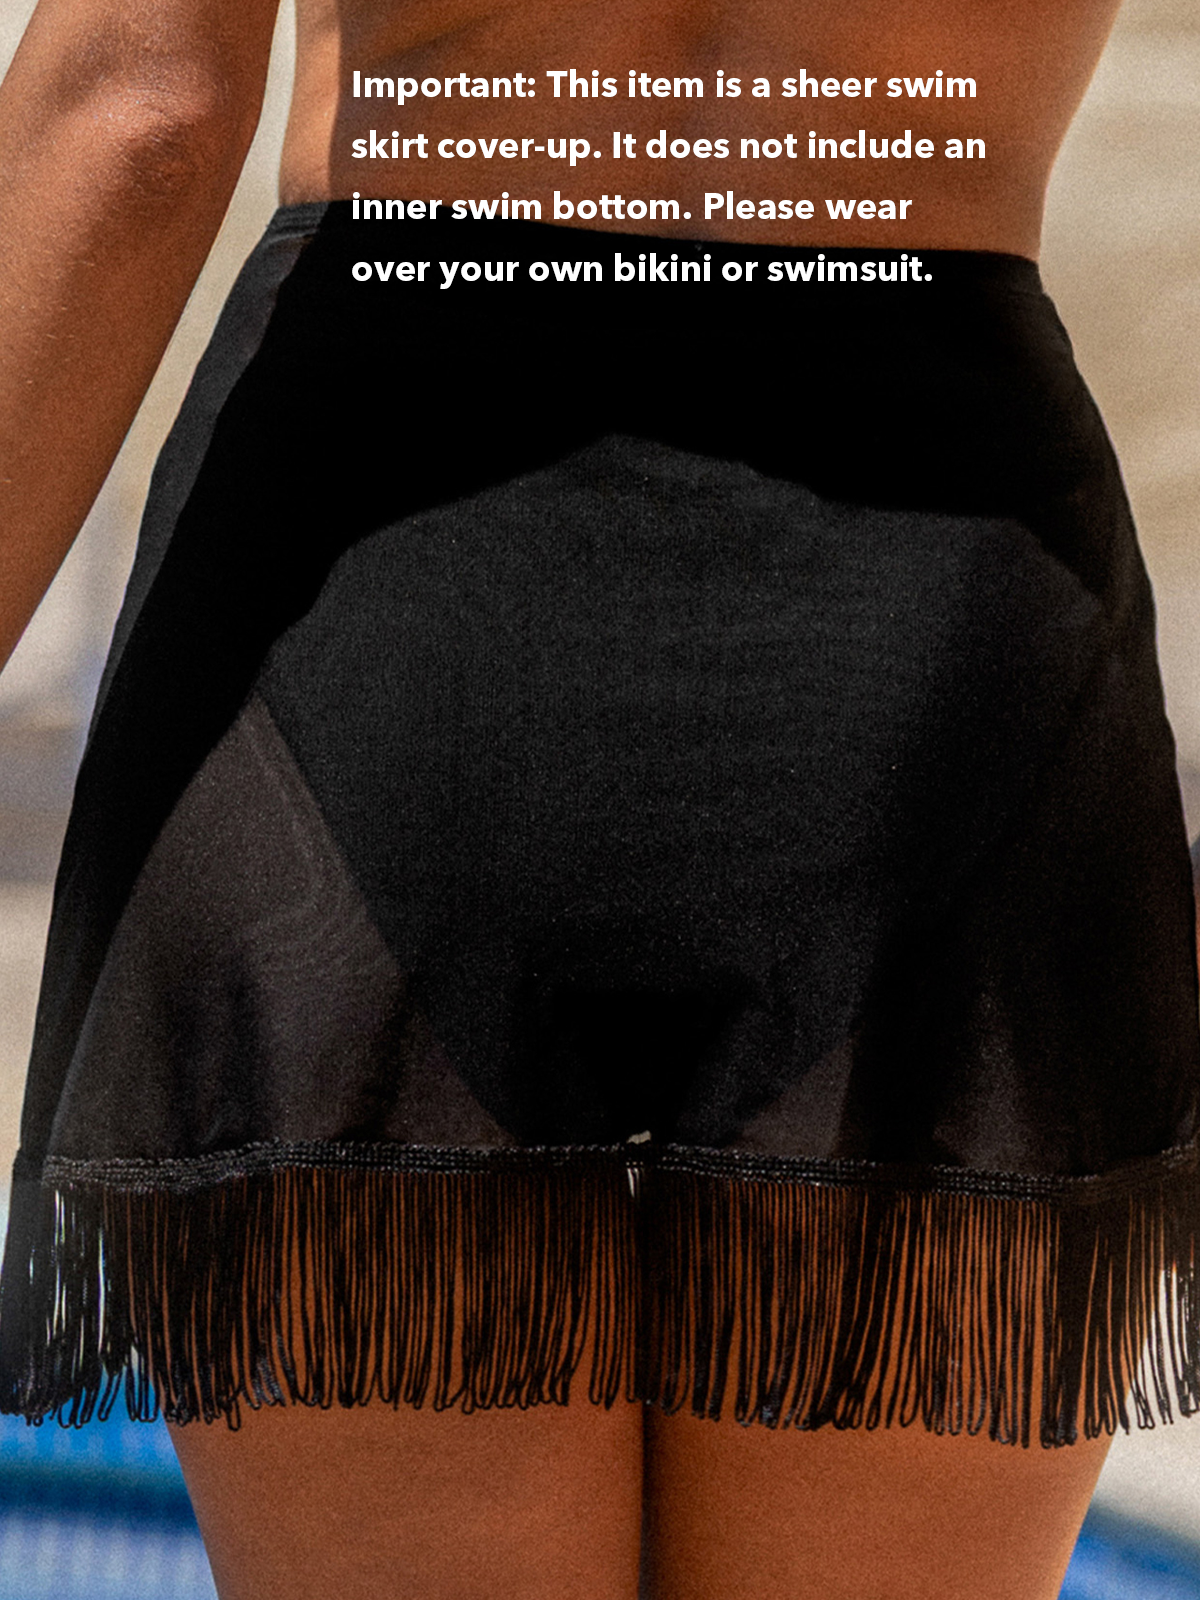 Important: This item is a sheer swim
skirt cover-up. It does not include an
inner swim bottom. Please wear
over your own bikini or swimsuit.